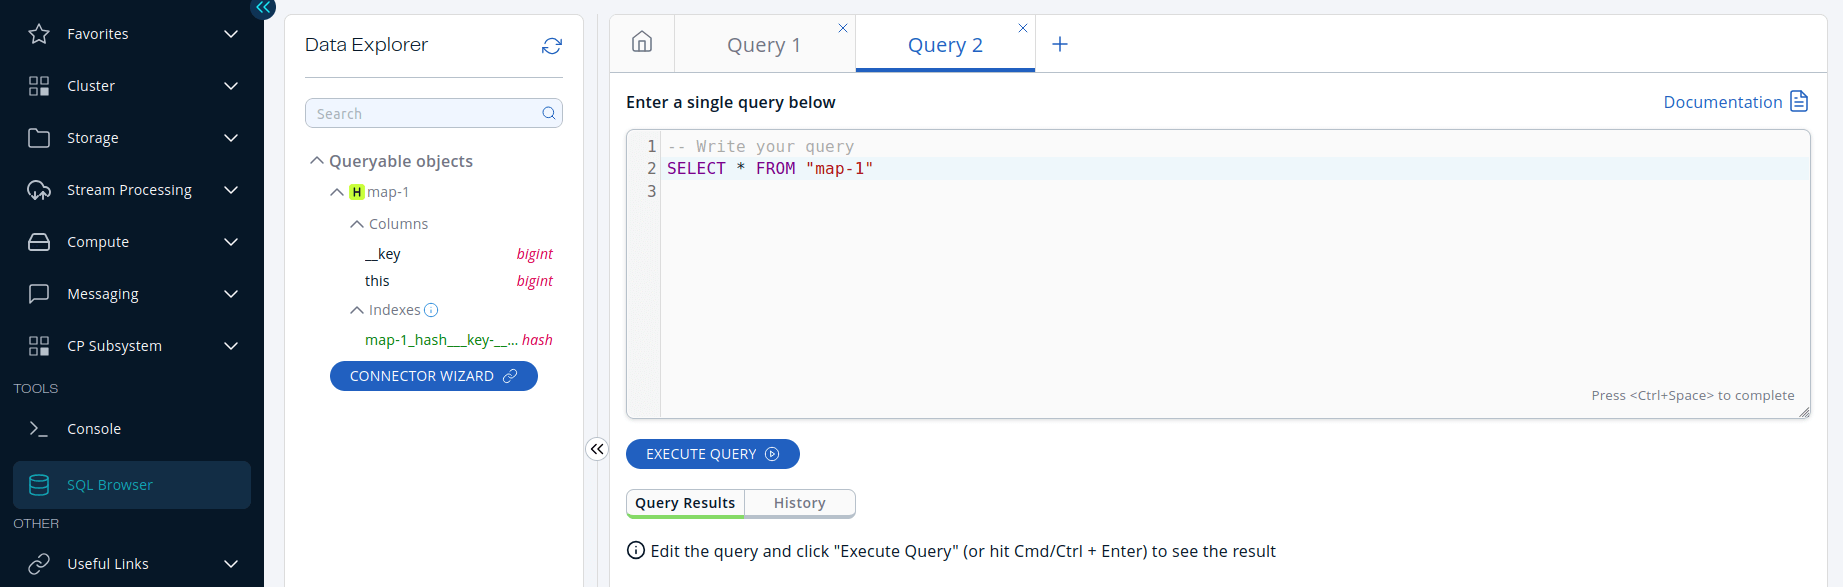 Favorites
Cluster
Storage
Stream Processing
Compute
Messaging
CP Subsystem
TOOLS
Console
SQL Browser
OTHER
Useful Links
Data Explorer
Search
Queryable objects
H map-1
Columns
__key bigint
this bigint
Indexes
map-1_hash___key-__... hash
CONNECTOR WIZARD
Query 1
Query 2
Enter a single query below
Documentation
1 -- Write your query
2 SELECT * FROM "map-1"
3
Press <Ctrl+Space> to complete
EXECUTE QUERY
Query Results
History
Edit the query and click "Execute Query" (or hit Cmd/Ctrl + Enter) to see the result